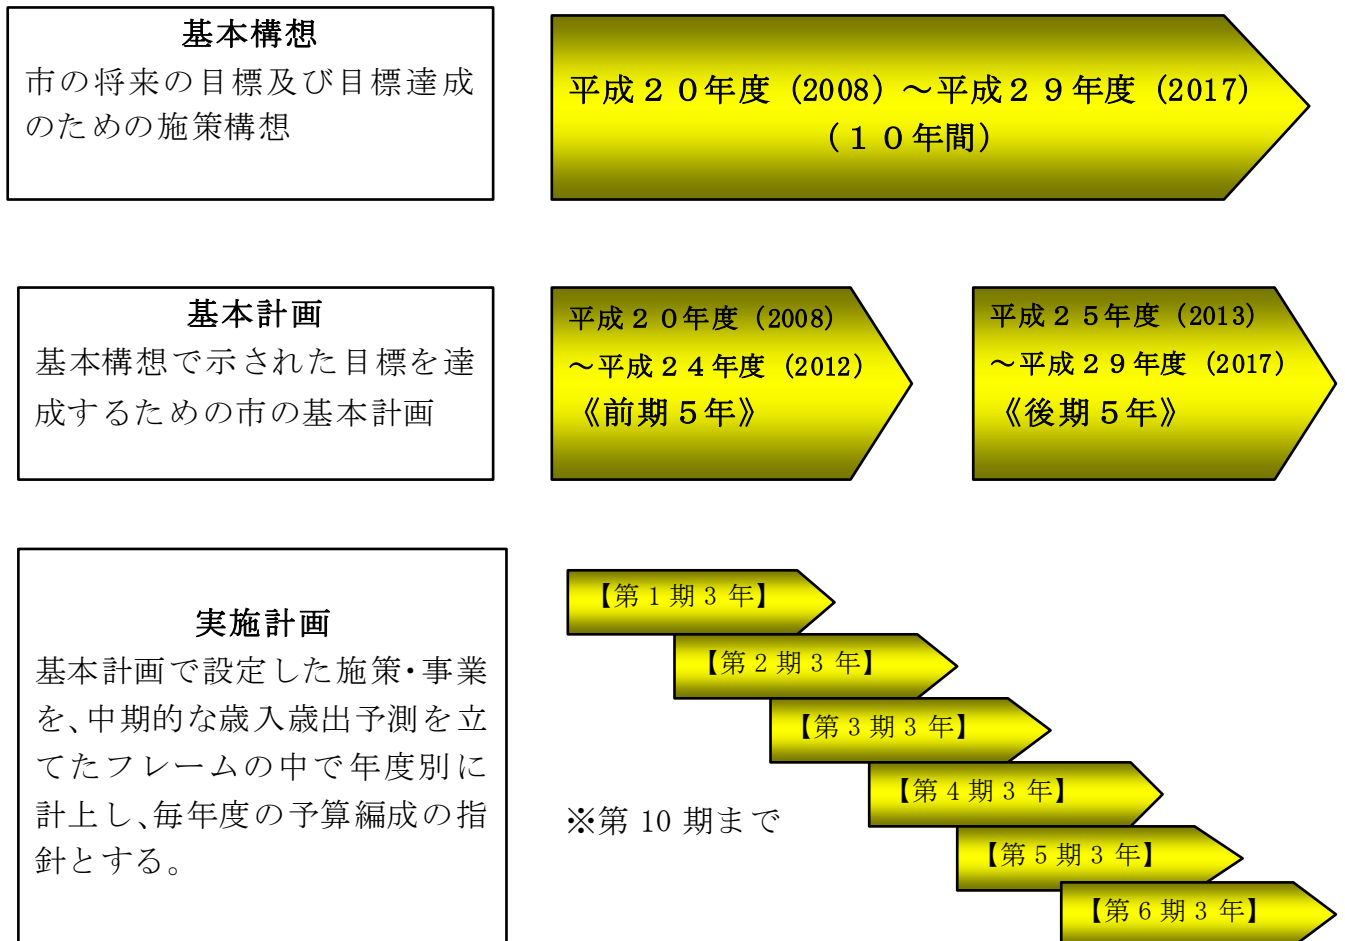 基本構想
市の将来の目標及び目標達成
のための施策構想
平成２０年度（2008）～平成２９年度（2017）
（１０年間）
基本計画
基本構想で示された目標を達
成するための市の基本計画
平成２０年度（2008）
～平成２４年度（2012）
《前期５年》
平成２５年度（2013）
～平成２９年度（2017）
《後期５年》
実施計画
基本計画で設定した施策・事業
を、中期的な歳入歳出予測を立
てたフレームの中で年度別に
計上し、毎年度の予算編成の指
針とする。
【第１期３年】
【第２期３年】
【第３期３年】
【第４期３年】
※第 10 期まで
【第５期３年】
【第６期３年】